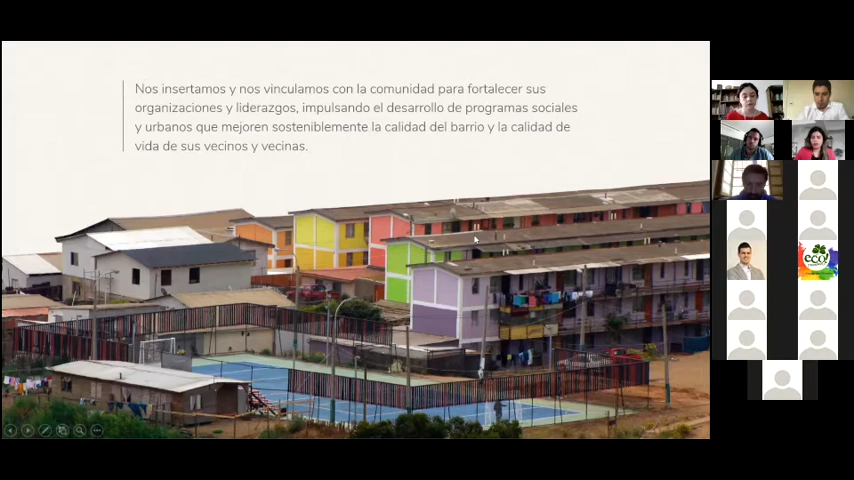 Nos insertamos y nos vinculamos con la comunidad para fortalecer sus
organizaciones y liderazgos, impulsando el desarrollo de programas sociales
y urbanos que mejoren sosteniblemente la calidad del barrio y la calidad de
vida de sus vecinos y vecinas.
eco!